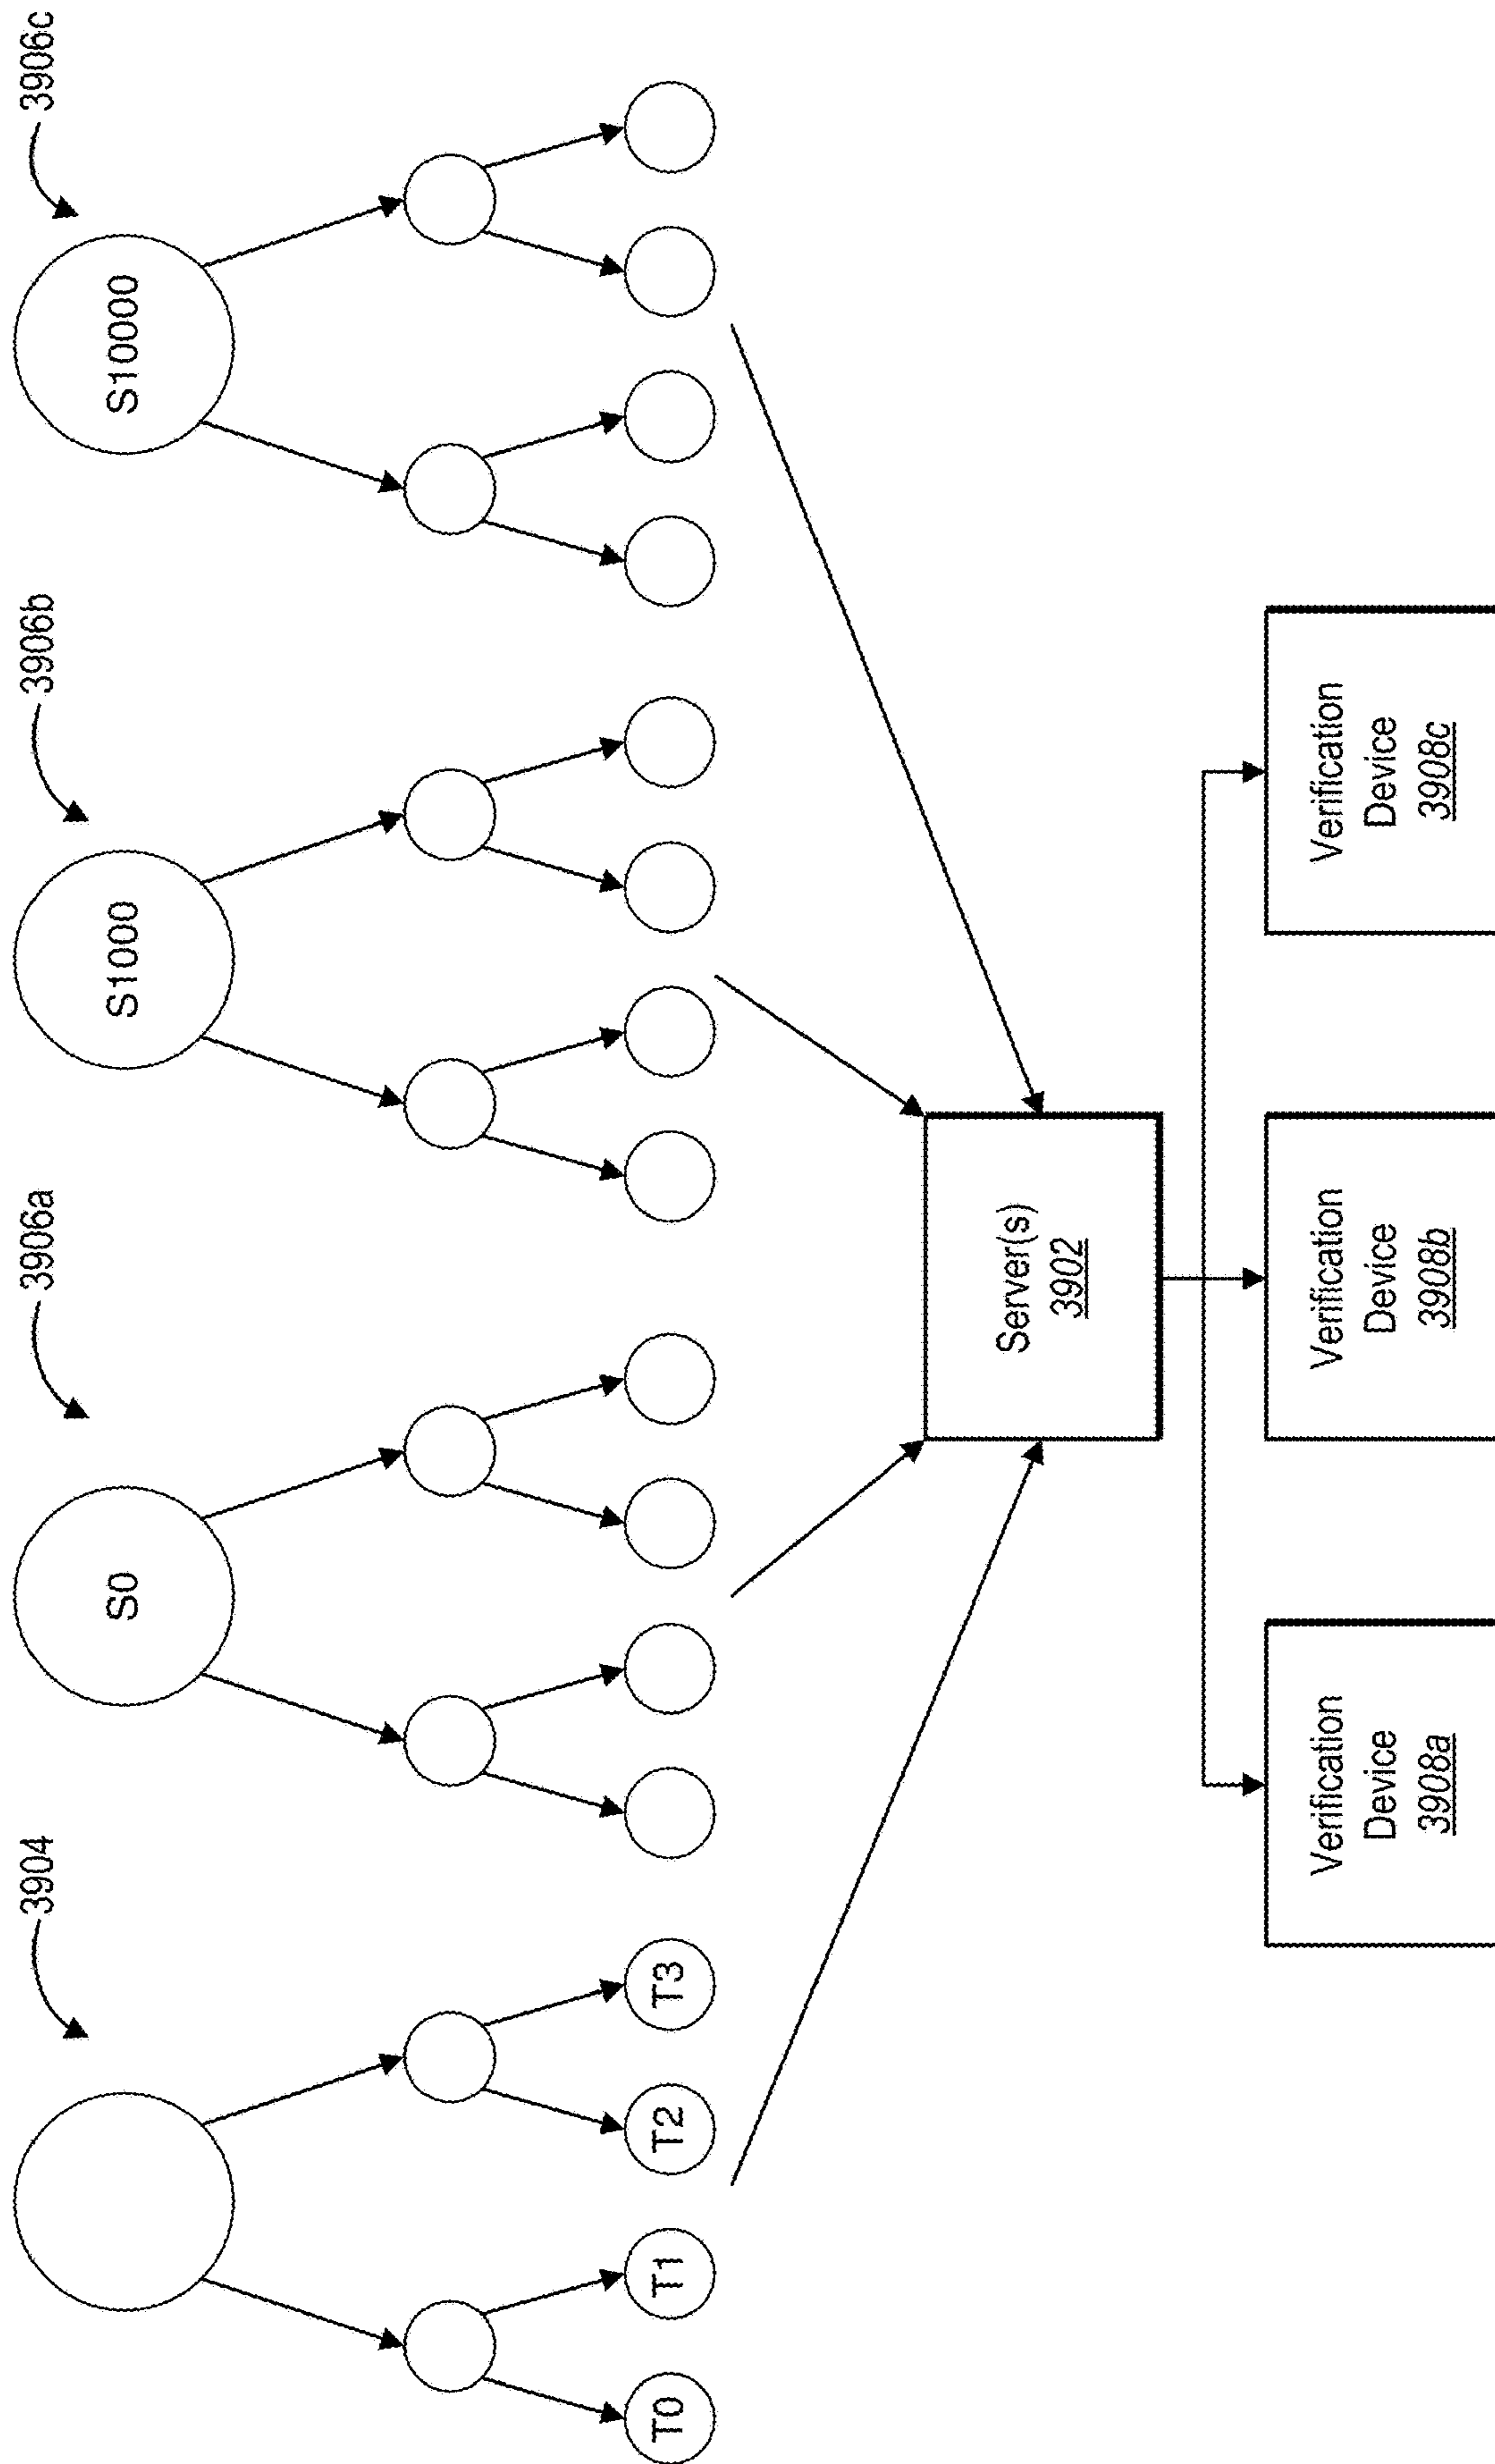 3904
3906a
3906b
3906c
S0
S1000
S10000
T0
T1
T2
T3
Server(s)
3902
Verification
Device
3908a
Verification
Device
3908b
Verification
Device
3908c